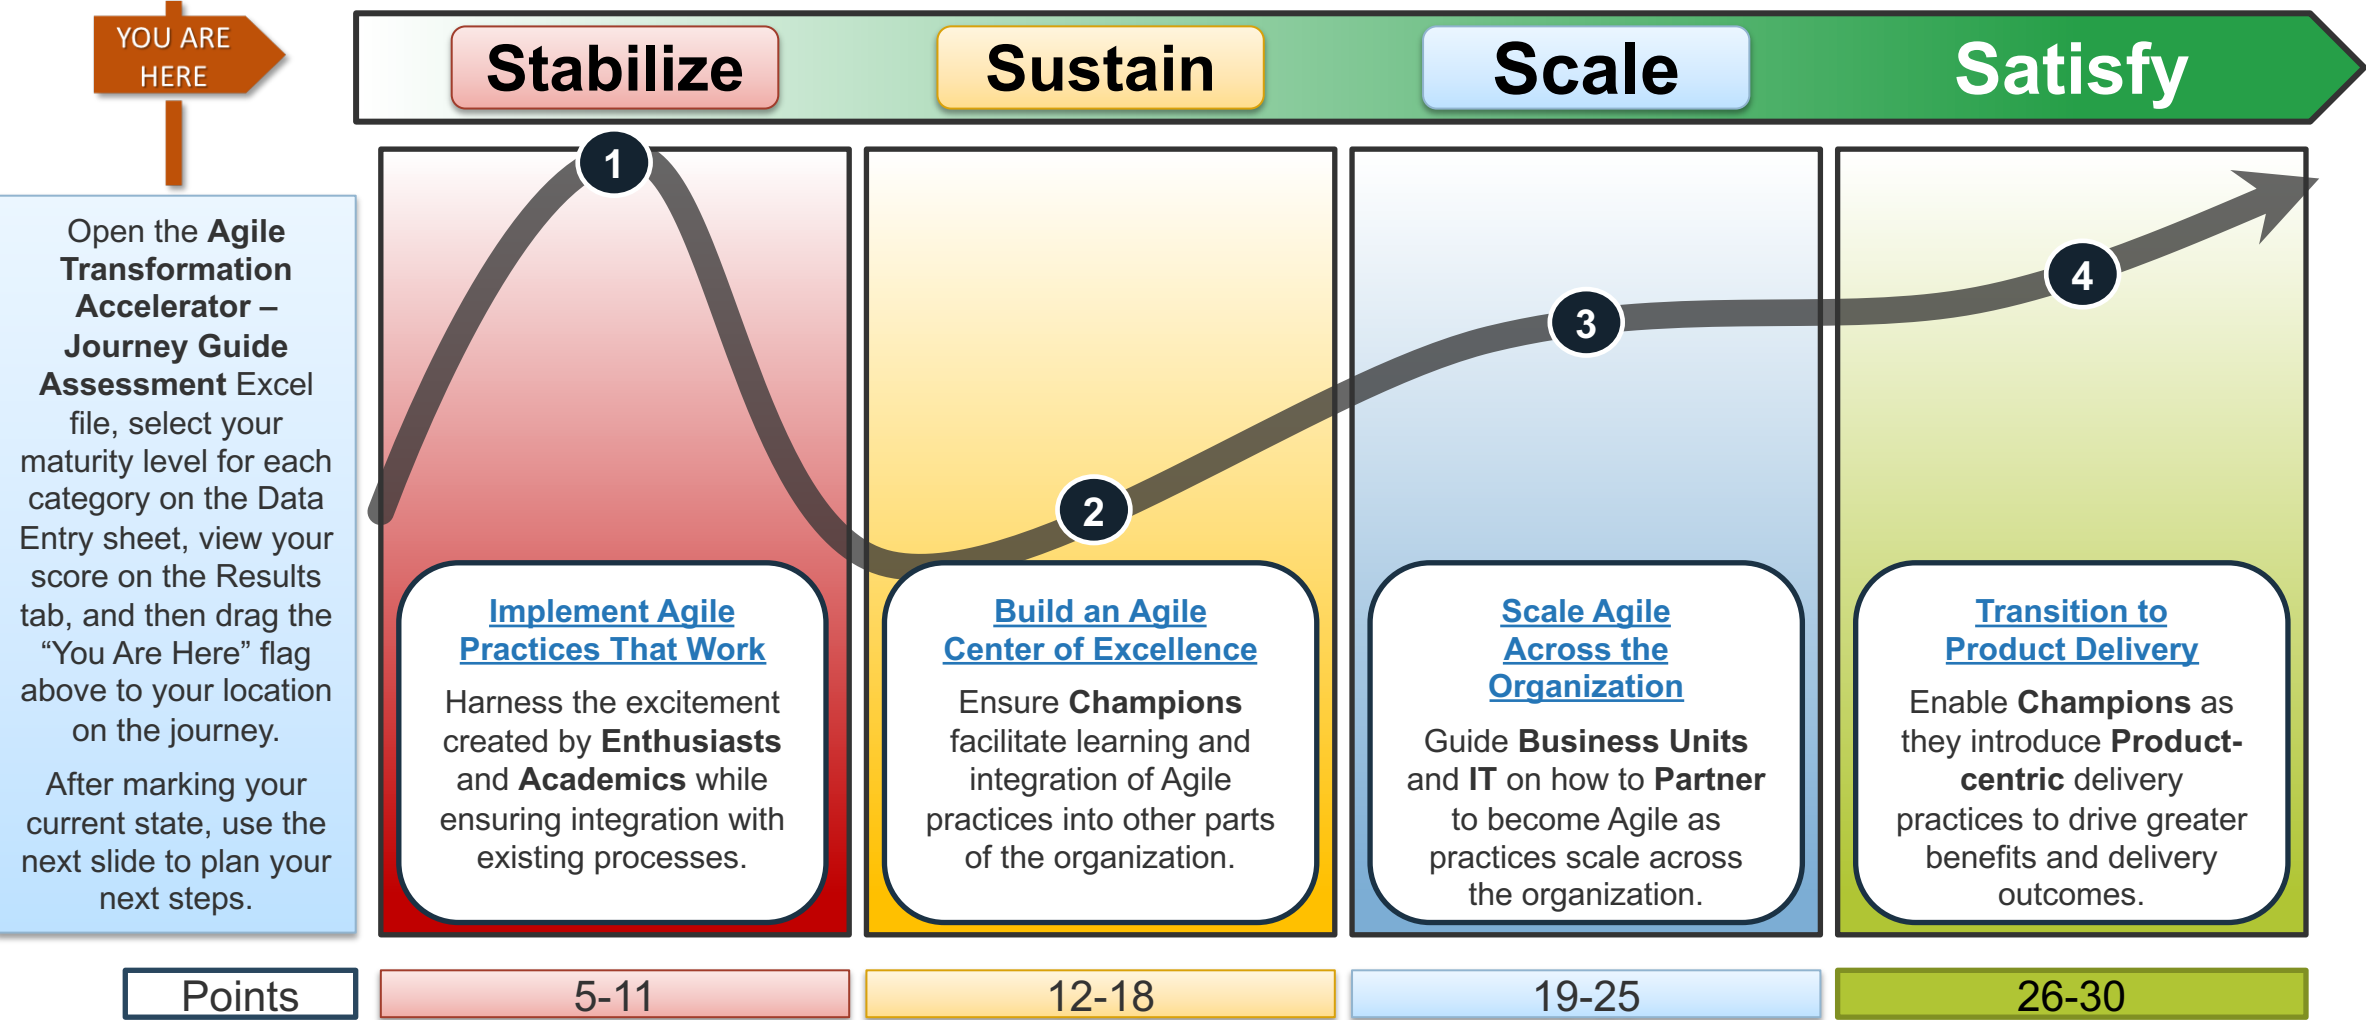 YOU ARE
HERE
Stabilize
Sustain
Scale
Satisfy
Open the Agile
Transformation
Accelerator –
Journey Guide
Assessment Excel
file, select your
maturity level for each
category on the Data
Entry sheet, view your
score on the Results
tab, and then drag the
“You Are Here” flag
above to your location
on the journey.
After marking your
current state, use the
next slide to plan your
next steps.
1
2
3
4
Implement Agile
Practices That Work
Harness the excitement
created by Enthusiasts
and Academics while
ensuring integration with
existing processes.
Build an Agile
Center of Excellence
Ensure Champions
facilitate learning and
integration of Agile
practices into other parts
of the organization.
Scale Agile
Across the
Organization
Guide Business Units
and IT on how to Partner
to become Agile as
practices scale across
the organization.
Transition to
Product Delivery
Enable Champions as
they introduce Product-
centric delivery
practices to drive greater
benefits and delivery
outcomes.
Points
5-11
12-18
19-25
26-30